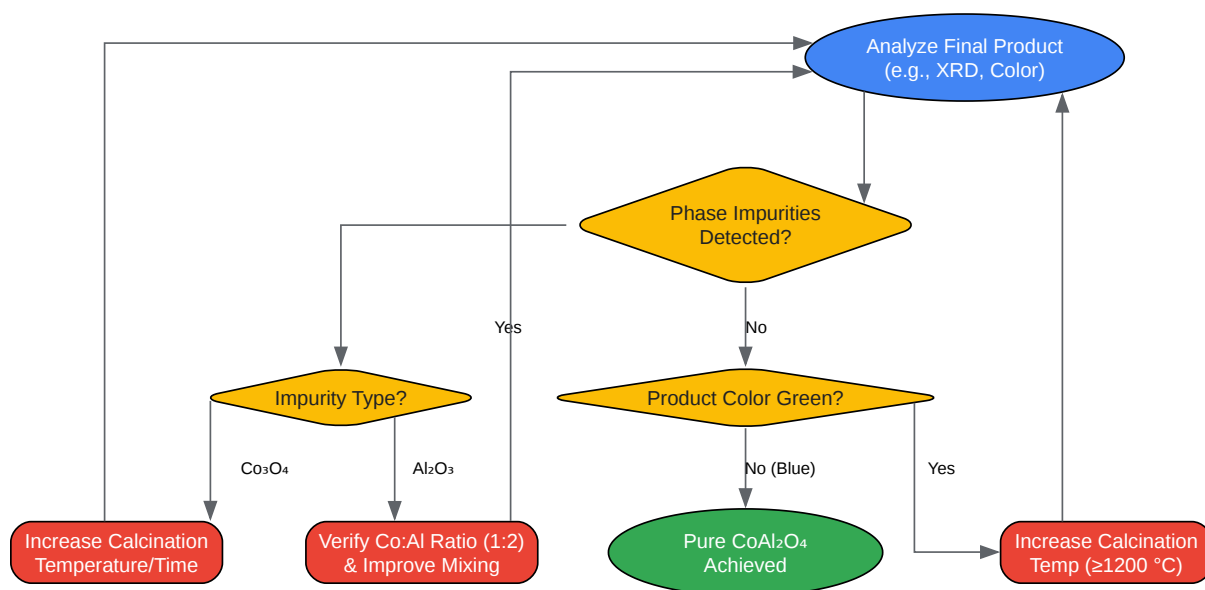 Analyze Final Product
(e.g., XRD, Color)
Phase Impurities
Detected?
Yes
No
Impurity Type?
Product Color Green?
Co₃O₄
Al₂O₃
No (Blue)
Yes
Increase Calcination
Temperature/Time
Verify Co:Al Ratio (1:2)
& Improve Mixing
Pure CoAl₂O₄
Achieved
Increase Calcination
Temp (≥1200 °C)